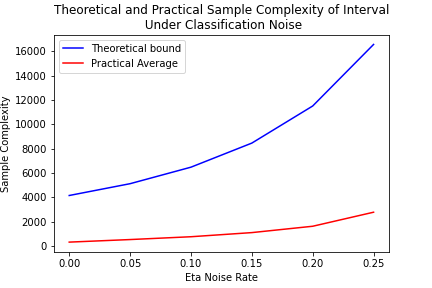 Theoretical and Practical Sample Complexity of Interval
Under Classification Noise
Theoretical bound
Practical Average
Sample Complexity
16000
14000
12000
10000
8000
6000
4000
2000
0
0.00 0.05 0.10 0.15 0.20 0.25
Eta Noise Rate